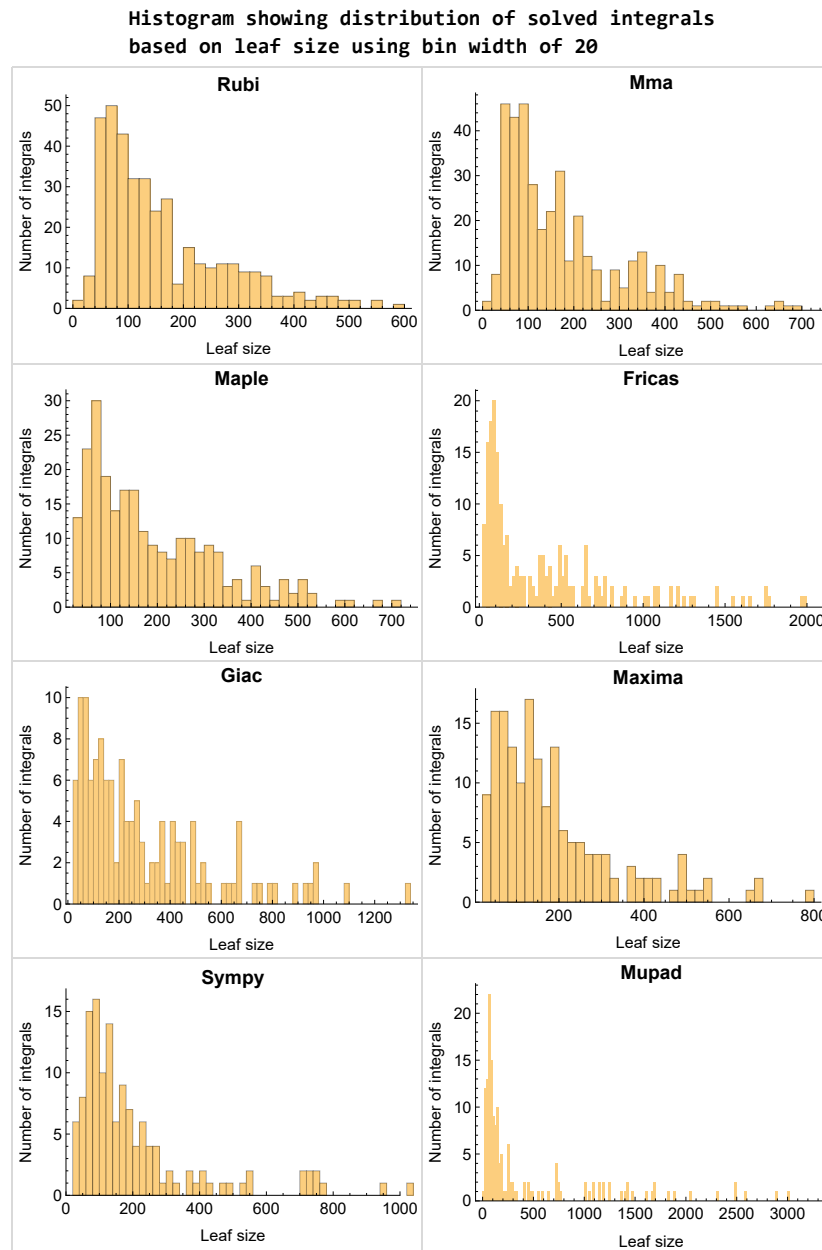 Histogram showing distribution of solved integrals
based on leaf size using bin width of 20
Rubi
Number of integrals
50
40
30
20
10
0
0 100 200 300 400 500 600
Leaf size
Mma
Number of integrals
40
30
20
10
0
0 100 200 300 400 500 600 700
Leaf size
Maple
Number of integrals
30
25
20
15
10
5
0
100 200 300 400 500 600 700
Leaf size
Fricas
Number of integrals
20
15
10
5
0
0 500 1000 1500 2000
Leaf size
Giac
Number of integrals
10
8
6
4
2
0
0 200 400 600 800 1000 1200
Leaf size
Maxima
Number of integrals
15
10
5
0
200 400 600 800
Leaf size
Sympy
Number of integrals
15
10
5
0
0 200 400 600 800 1000
Leaf size
Mupad
Number of integrals
20
15
10
5
0
0 500 1000 1500 2000 2500 3000
Leaf size